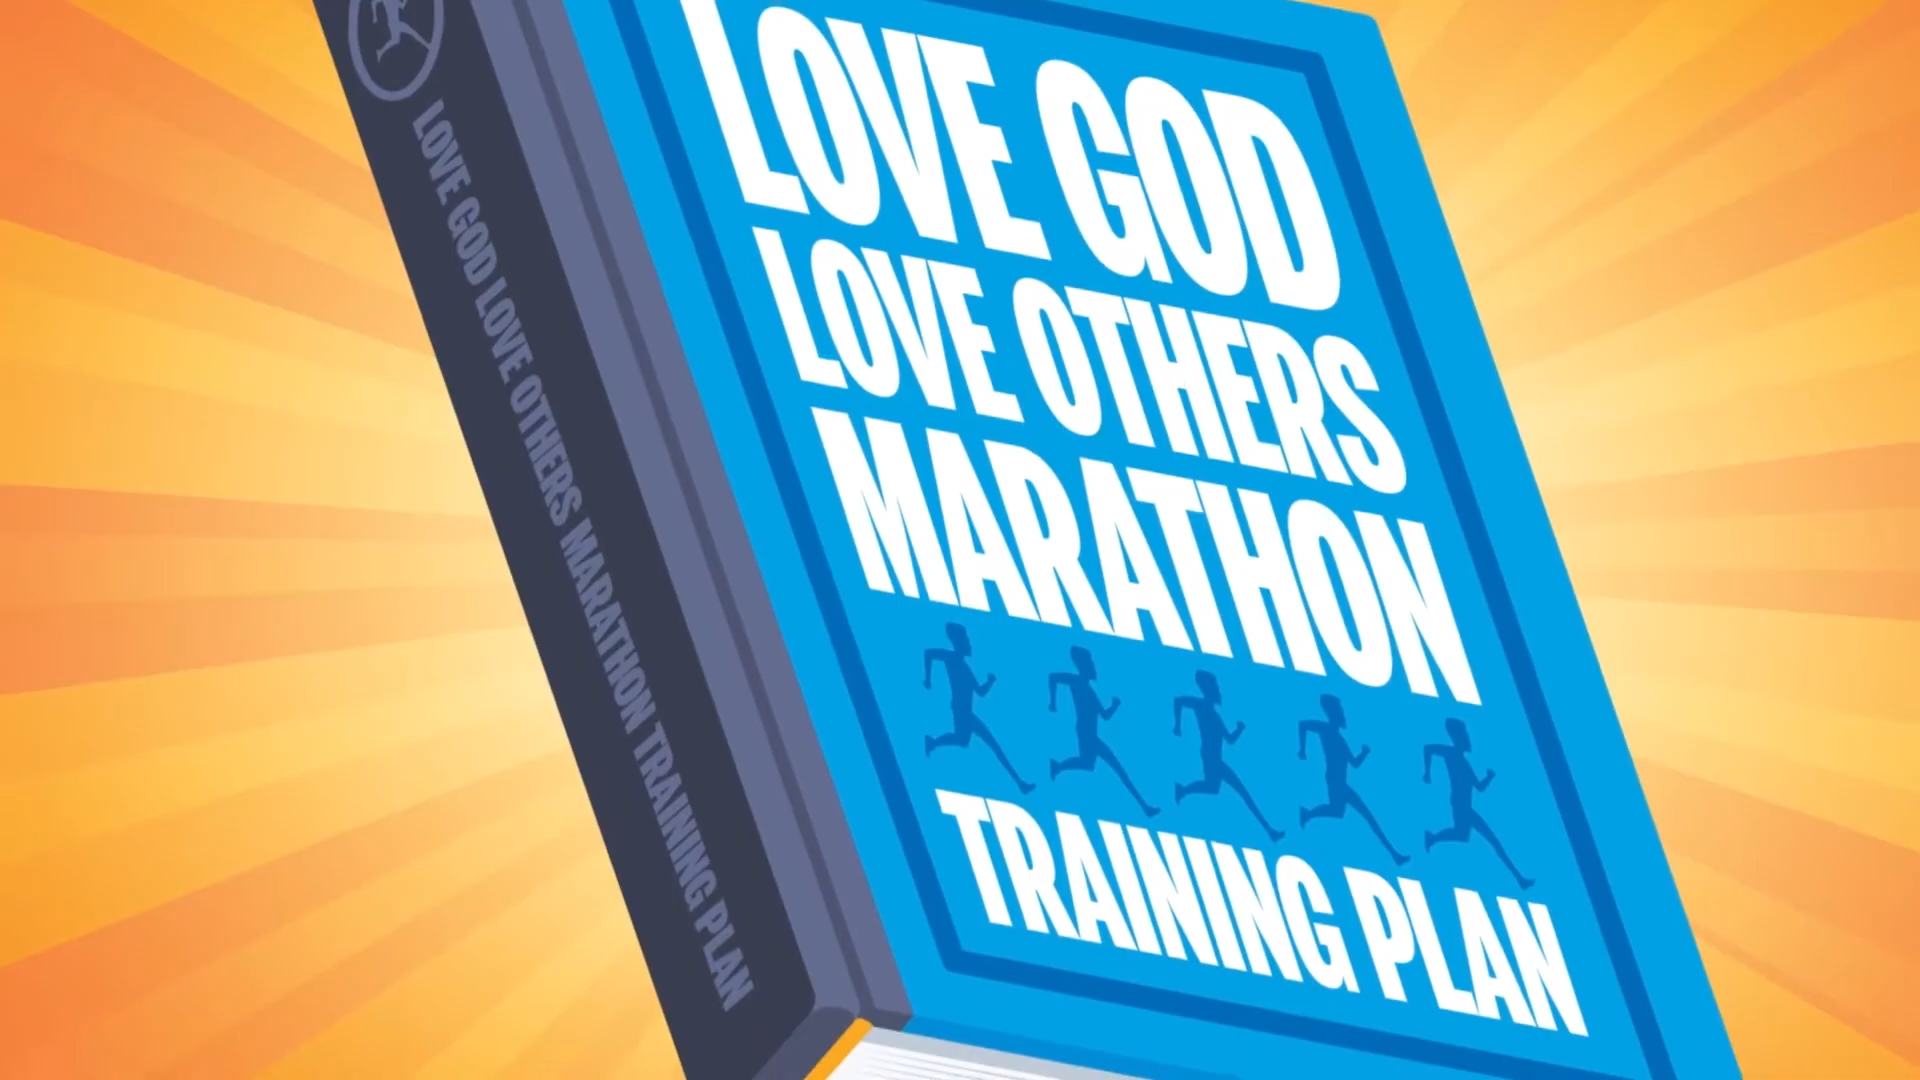 LOVE GOD LOVE OTHERS MARATHON TRAINING PLAN
LOVE GOD
LOVE OTHERS
MARATHON
TRAINING PLAN